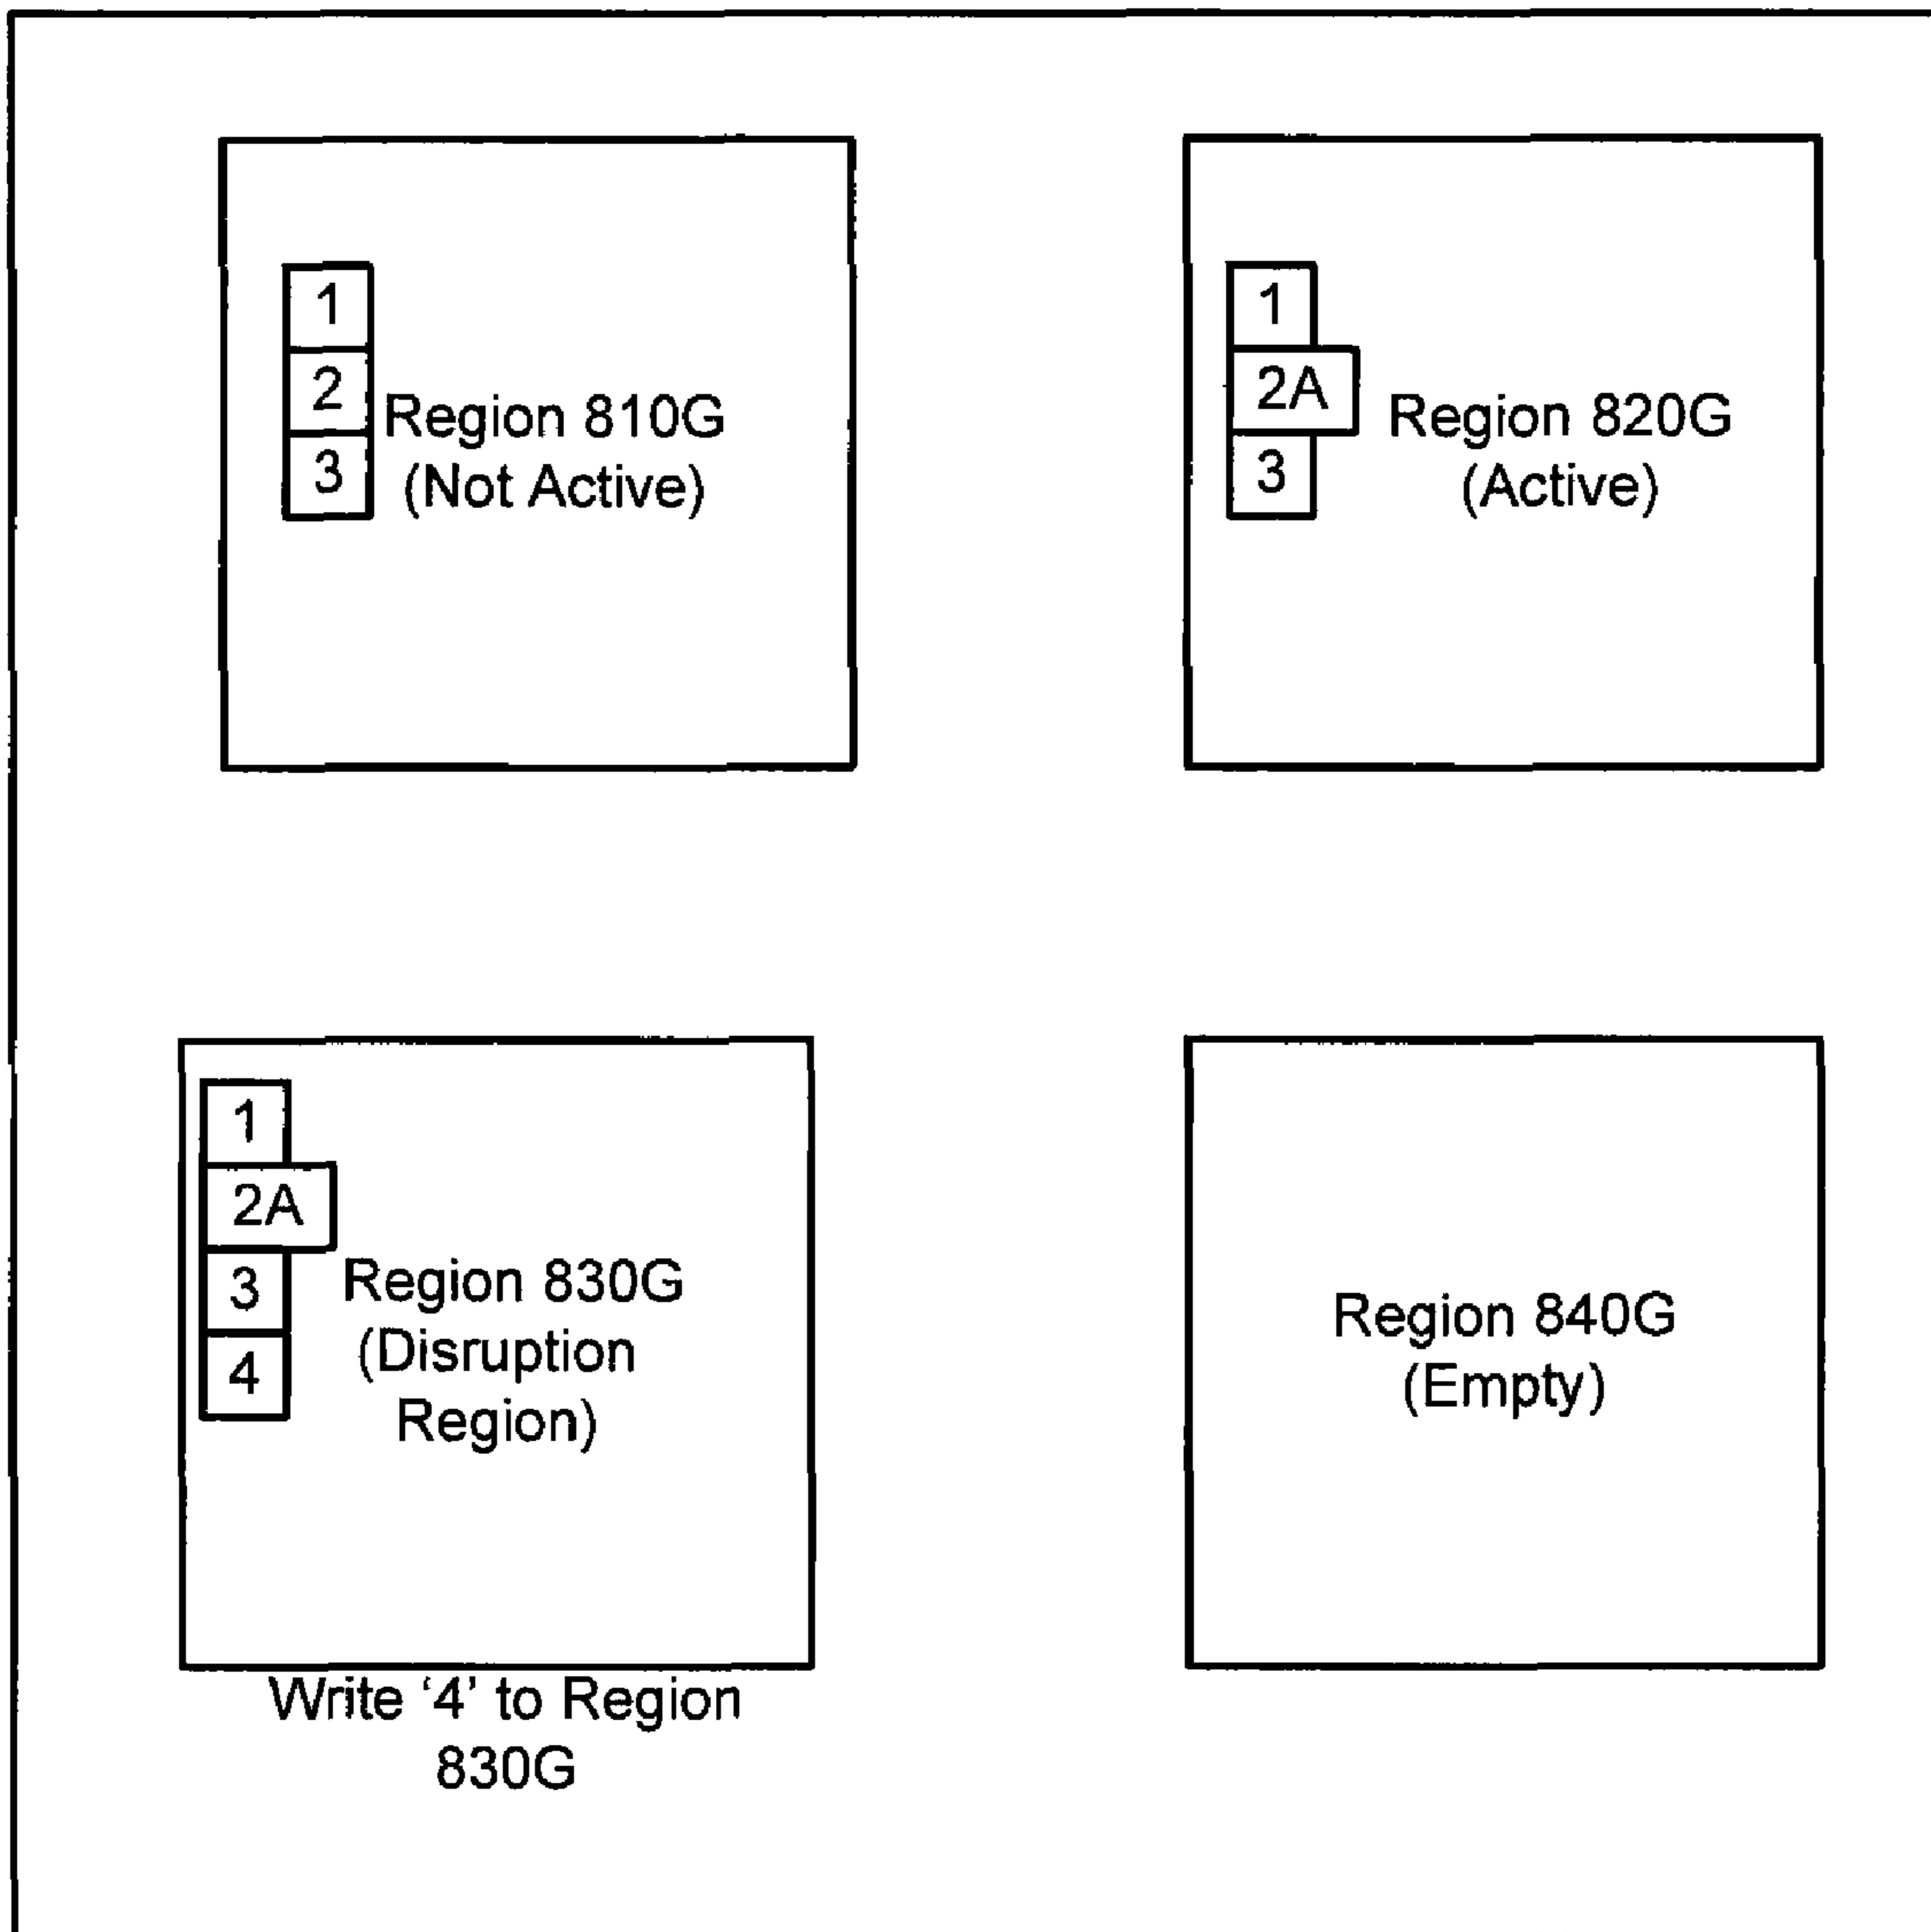 1
2
3
Region 810G
(Not Active)
1
2A
3
Region 820G
(Active)
1
2A
3
4
Region 830G
(Disruption
Region)
Region 840G
(Empty)
Write ‘4’ to Region
830G